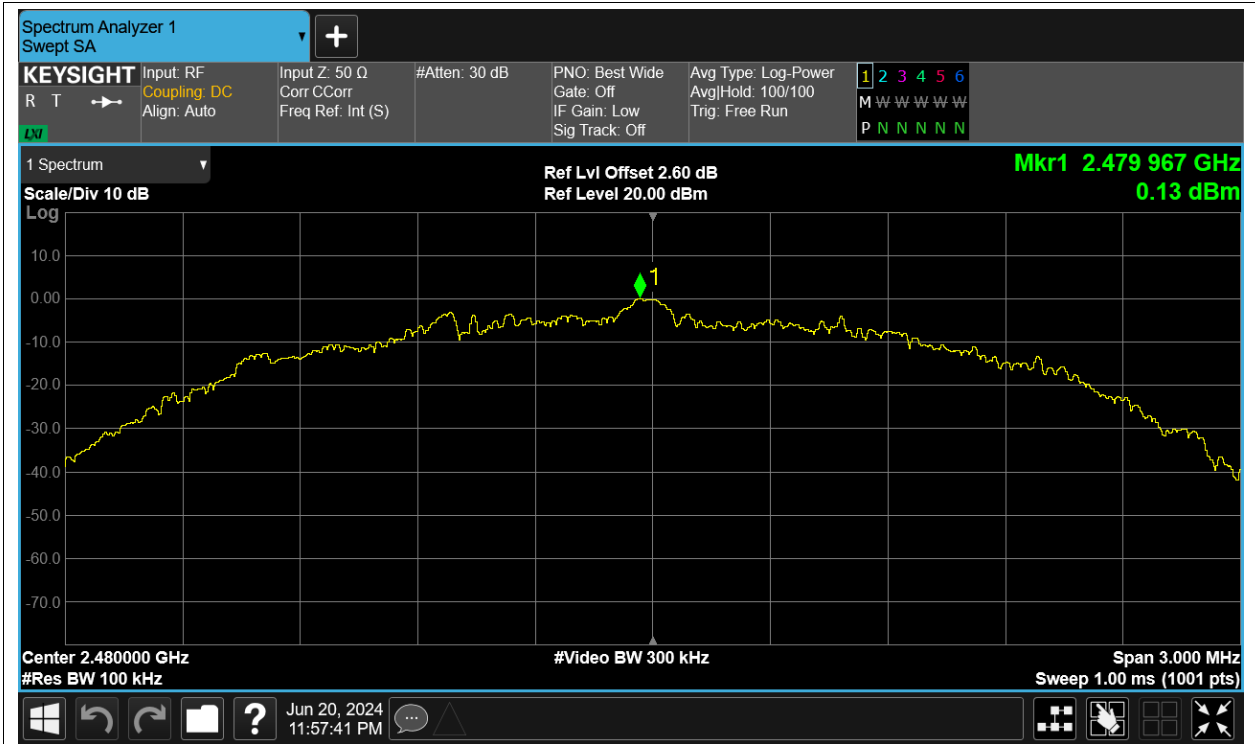 Spectrum Analyzer 1
Swept SA
KEYSIGHT
R T
LXI
Input: RF
Coupling: DC
Align: Auto
Input Z: 50 Ω
Corr CCorr
Freq Ref: Int (S)
#Atten: 30 dB
PNO: Best Wide
Gate: Off
IF Gain: Low
Sig Track: Off
Avg Type: Log-Power
Avg|Hold: 100/100
Trig: Free Run
1 2 3 4 5 6
M W W W W W
P N N N N N
1 Spectrum
Scale/Div 10 dB
Log
Ref Lvl Offset 2.60 dB
Ref Level 20.00 dBm
Mkr1 2.479 967 GHz
0.13 dBm
10.0
0.00
-10.0
-20.0
-30.0
-40.0
-50.0
-60.0
-70.0
1
Center 2.480000 GHz
#Res BW 100 kHz
#Video BW 300 kHz
Span 3.000 MHz
Sweep 1.00 ms (1001 pts)
?
Jun 20, 2024
11:57:41 PM